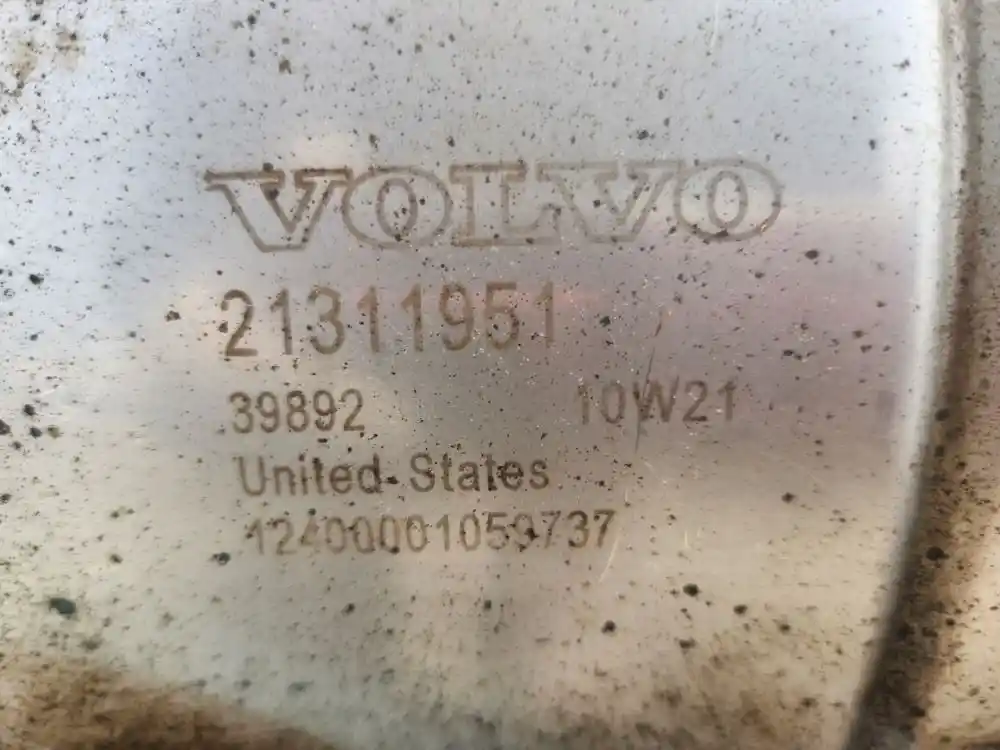 VOLVO
21311951
39892 10W21
United States
12400001059737